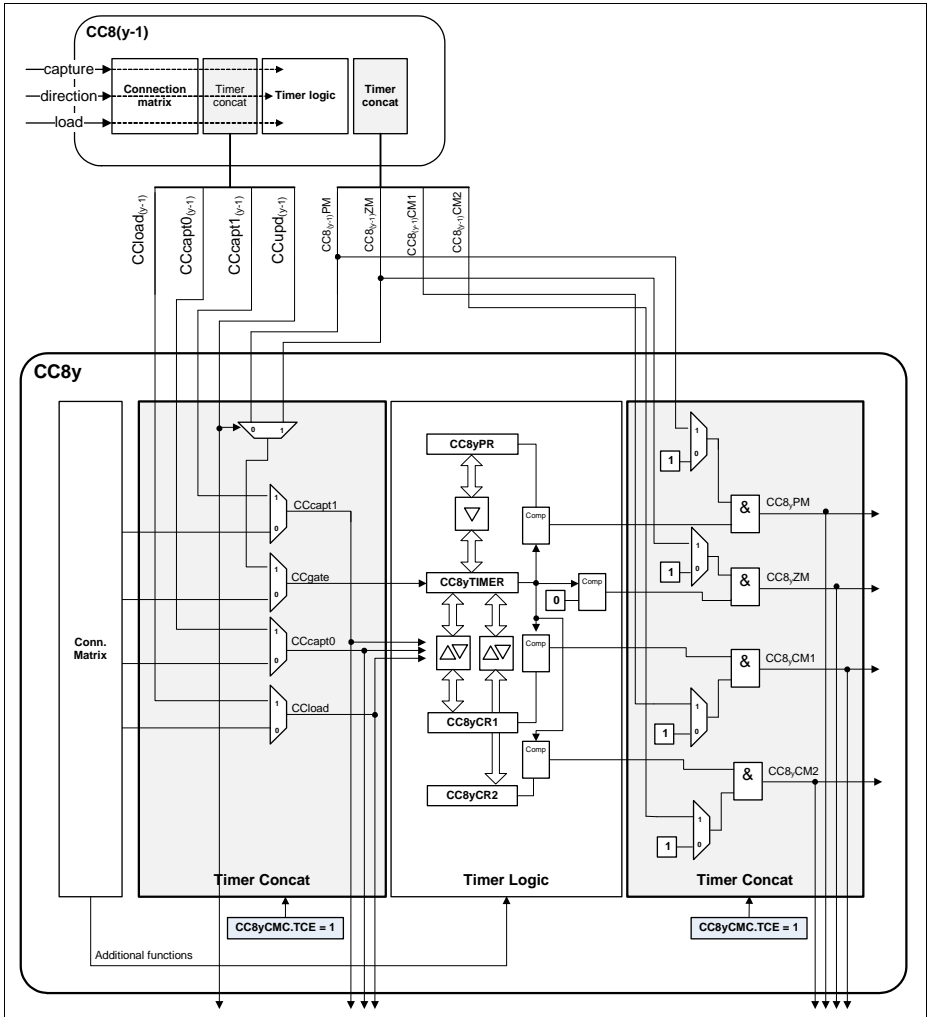 CC8(y-1)
capture
direction
load
Connection matrix
Timer concat
Timer logic
Timer concat
CCload(y-1)
CCcapt0(y-1)
CCcapt1(y-1)
CCupd(y-1)
CC8(y-1)PM
CC8(y-1)ZM
CC8(y-1)CM1
CC8(y-1)CM2
CC8y
0 1
CC8yPR
1
0
1
CCcapt1
1
0
Comp
&
CC8yPM
1
0
CCgate
CC8yTIMER
0
Comp
1
0
1
&
CC8yZM
Conn. Matrix
1
0
CCcapt0
Comp
&
CC8yCM1
1
0
CCload
CC8yCR1
1
0
1
Comp
&
CC8yCM2
CC8yCR2
1
0
1
Timer Concat
Timer Logic
Timer Concat
CC8yCMC.TCE = 1
CC8yCMC.TCE = 1
Additional functions